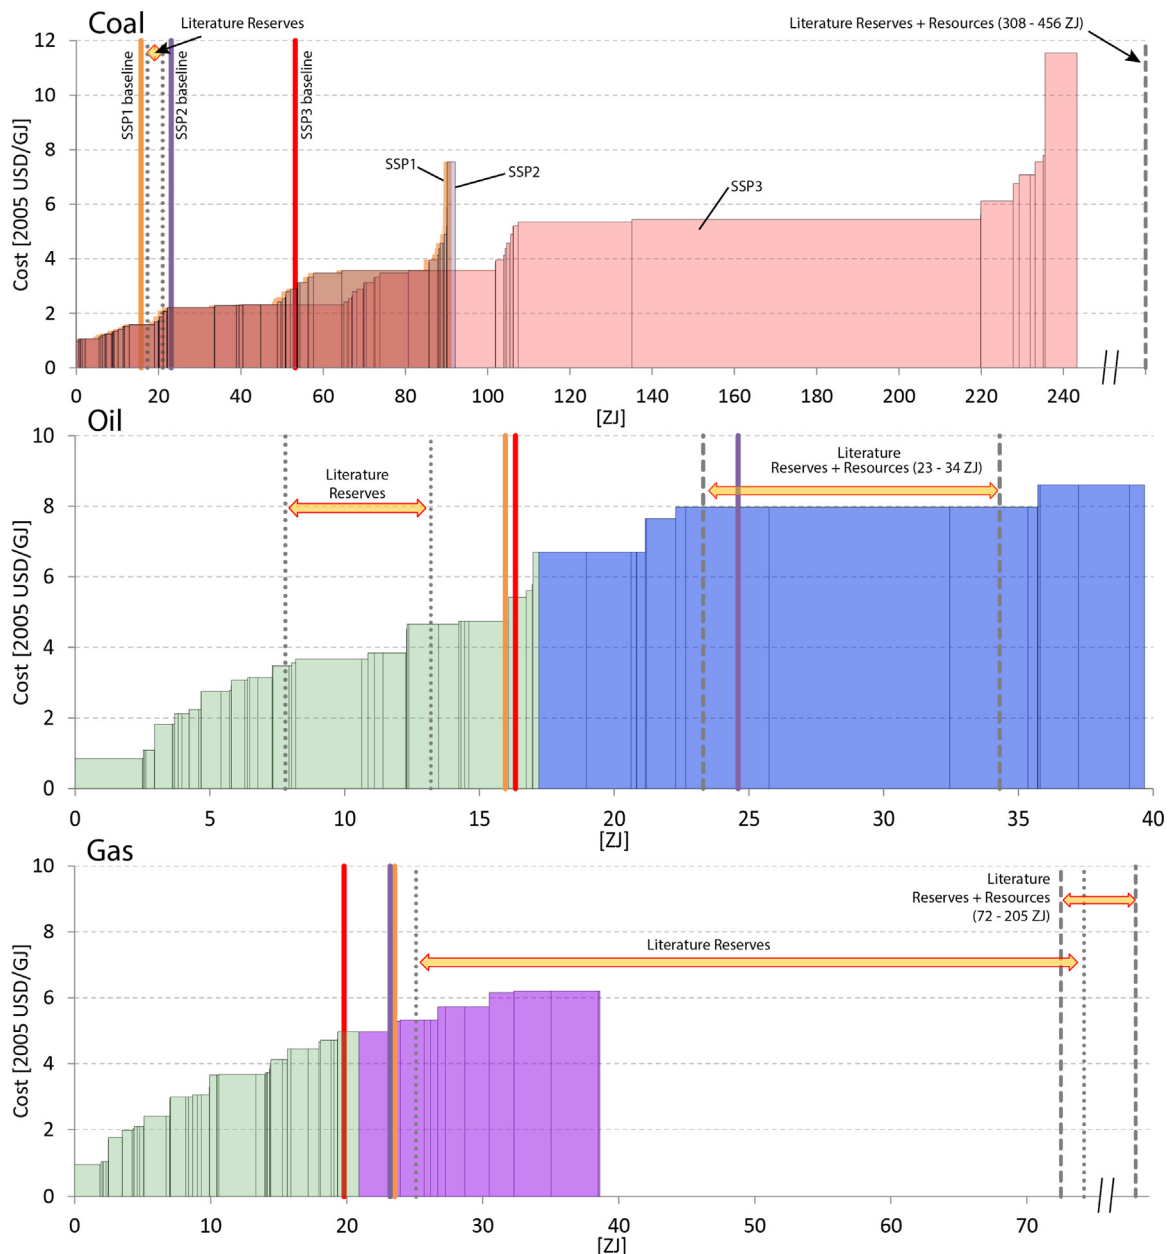 Coal
Literature Reserves
Literature Reserves + Resources (308 - 456 ZJ)
12
10
8
6
4
2
0
Cost [2005 USD/GJ]
SSP1 baseline
SSP2 baseline
SSP3 baseline
SSP1
SSP2
SSP3
0 20 40 60 80 100 120 140 160 180 200 220 240
[ZJ]
Oil
10
8
6
4
2
0
Cost [2005 USD/GJ]
Literature
Reserves
Literature
Reserves + Resources (23 - 34 ZJ)
0 5 10 15 20 25 30 35 40
[ZJ]
Gas
10
8
6
4
2
0
Cost [2005 USD/GJ]
Literature
Reserves + Resources
(72 - 205 ZJ)
Literature Reserves
0 10 20 30 40 50 60 70
[ZJ]